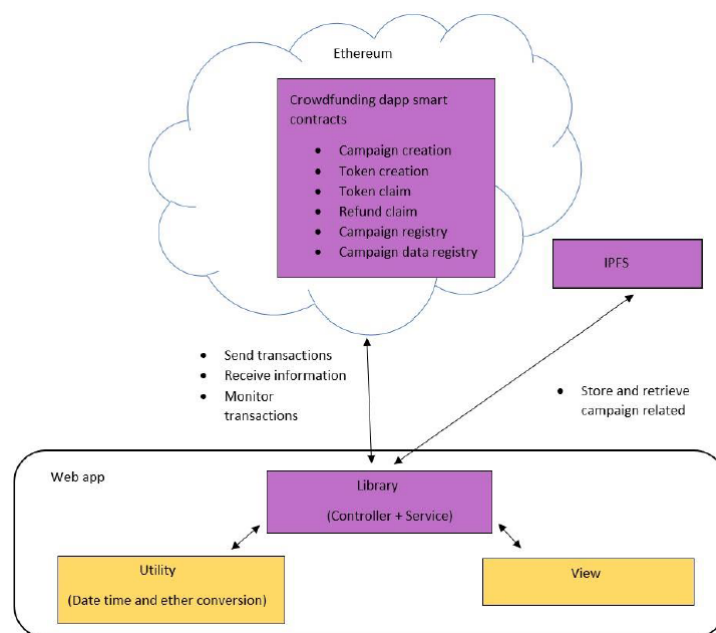 Ethereum
Crowdfunding dapp smart
contracts
• Campaign creation
• Token creation
• Token claim
• Refund claim
• Campaign registry
• Campaign data registry
IPFS
• Send transactions
• Receive information
• Monitor
transactions
• Store and retrieve
campaign related
Web app
Library
(Controller + Service)
Utility
(Date time and ether conversion)
View